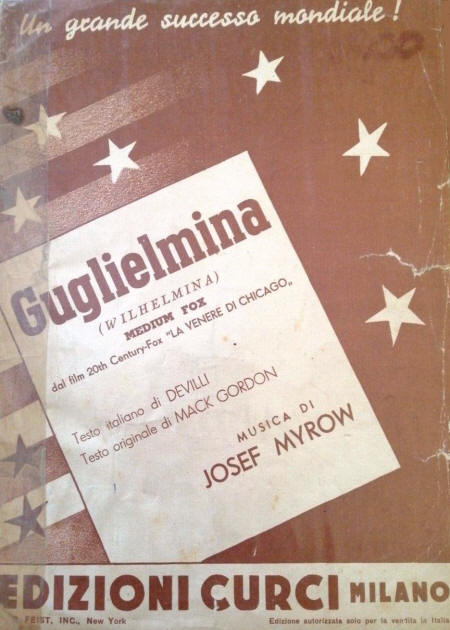 Un grande successo mondiale!
Guglielmina
(WILHELMINA)
MEDIUM FOX
dal film 20th Century-Fox "LA VENERE DI CHICAGO„
Testo italiano di DEVILLI
Testo originale di MACK GORDON
MUSICA DI
JOSEF MYROW
EDIZIONI CURCI MILANO
FEIST, INC., New York
Edizione autorizzata solo per la vendita in Italia